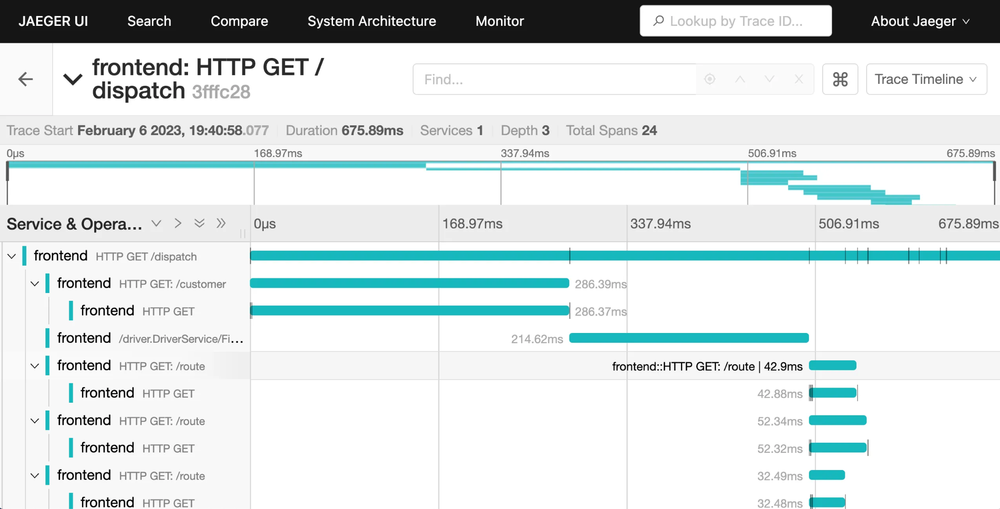 JAEGER UI Search Compare System Architecture Monitor Lookup by Trace ID... About Jaeger
frontend: HTTP GET /
dispatch 3fffc28
Find...
⌘
Trace Timeline
Trace Start February 6 2023, 19:40:58.077 Duration 675.89ms Services 1 Depth 3 Total Spans 24
0μs 168.97ms 337.94ms 506.91ms 675.89ms
Service & Opera... 0μs 168.97ms 337.94ms 506.91ms 675.89ms
frontend HTTP GET /dispatch
frontend HTTP GET: /customer 286.39ms
frontend HTTP GET 286.37ms
frontend /driver.DriverService/Fi... 214.62ms
frontend HTTP GET: /route frontend::HTTP GET: /route | 42.9ms
frontend HTTP GET 42.88ms
frontend HTTP GET: /route 52.34ms
frontend HTTP GET 52.32ms
frontend HTTP GET: /route 32.49ms
frontend HTTP GET 32.48ms